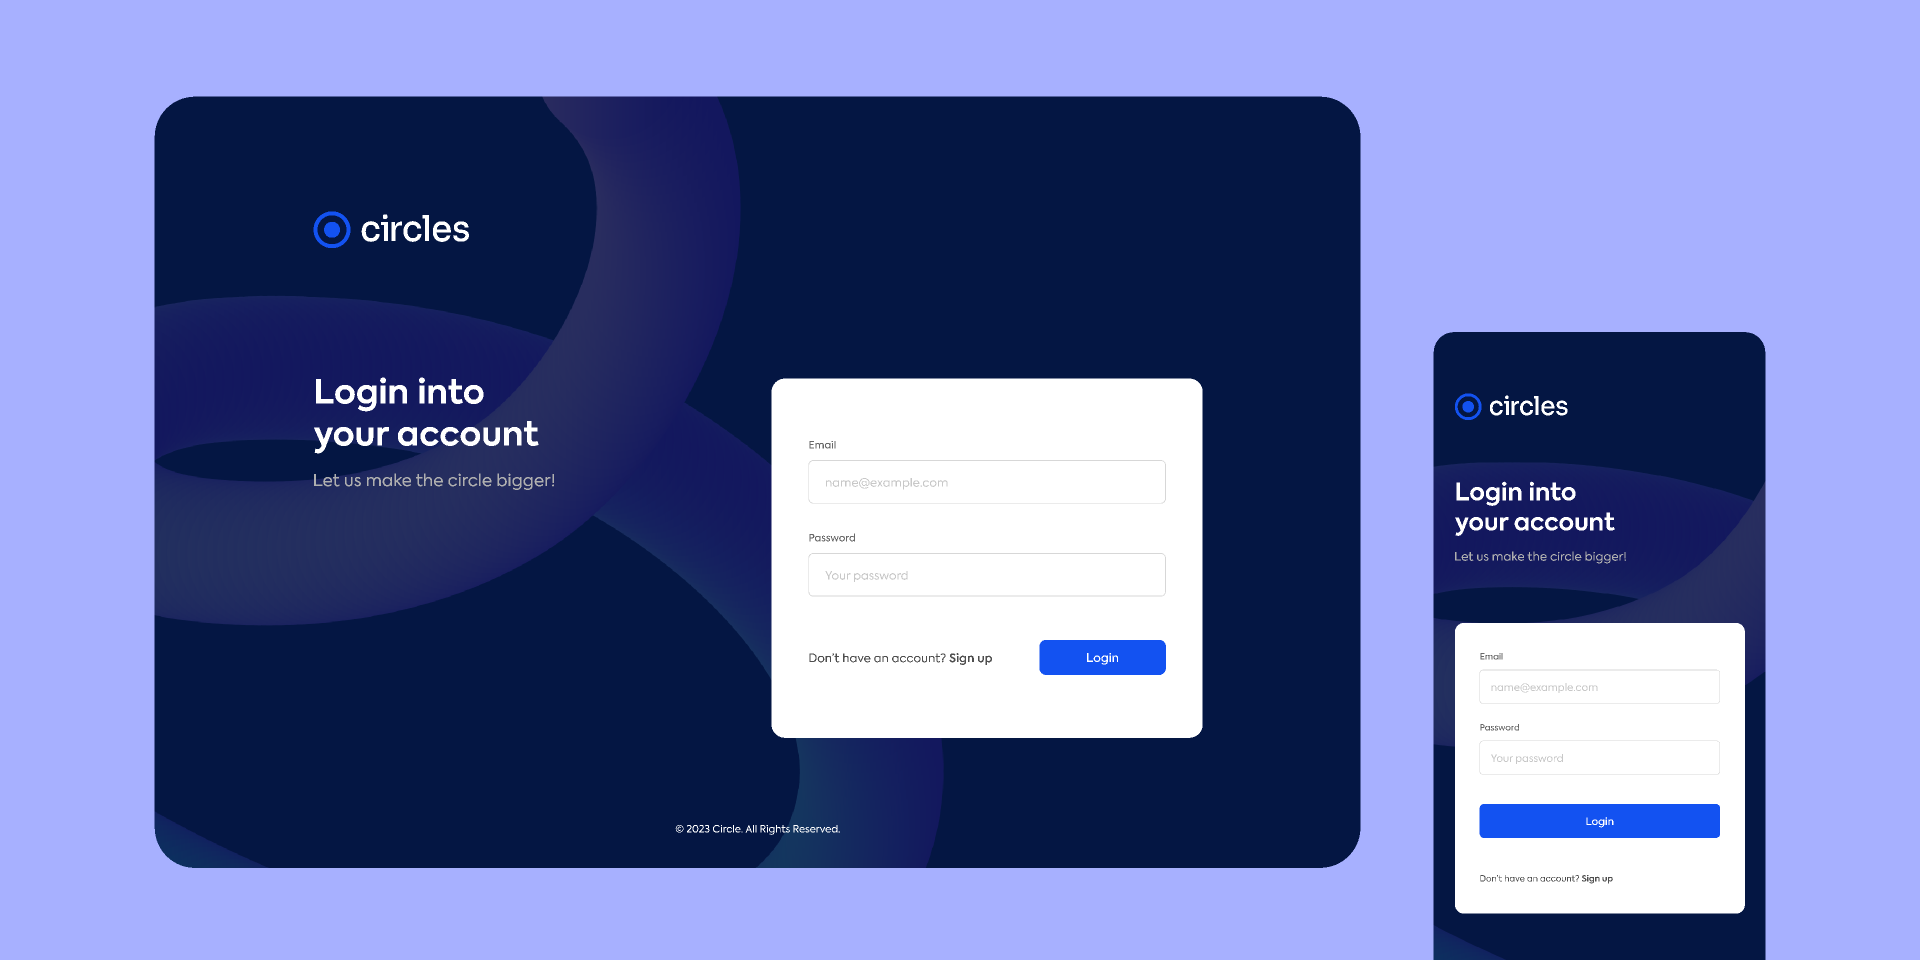 circles
Login into
your account
Let us make the circle bigger!
Email
name@example.com
Password
Your password
Don't have an account? Sign up
Login
© 2023 Circle. All Rights Reserved.
circles
Login into
your account
Let us make the circle bigger!
Email
name@example.com
Password
Your password
Login
Don't have an account? Sign up